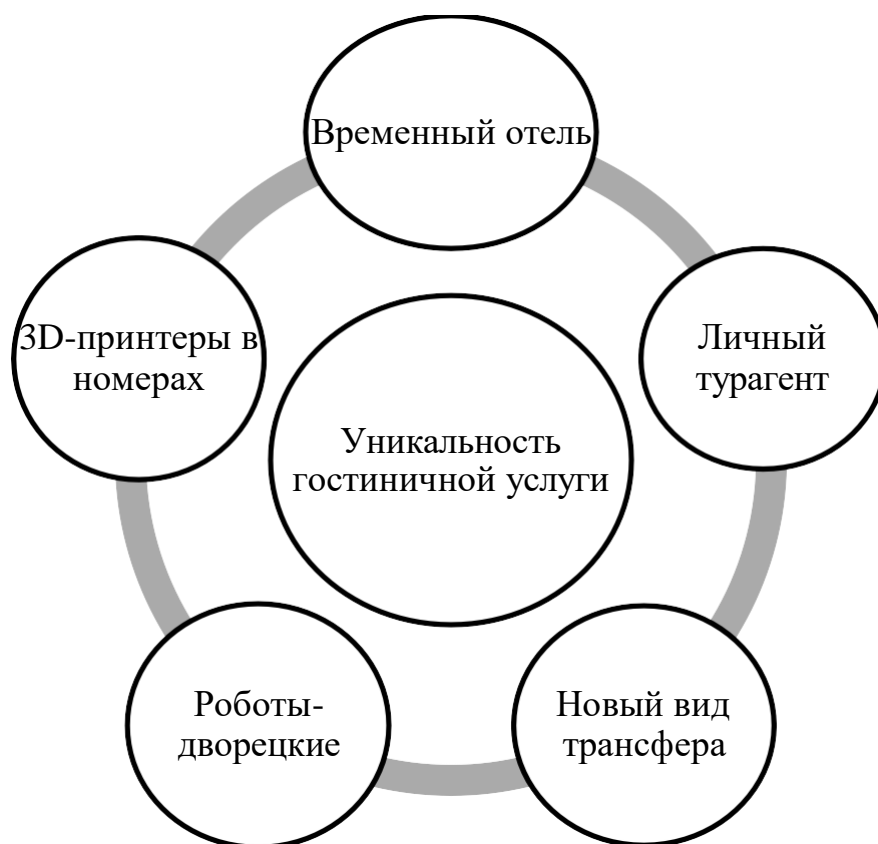 Временный отель
3D-принтеры в
номерах
Личный
турагент
Уникальность
гостиничной услуги
Роботы-
дворецкие
Новый вид
трансфера